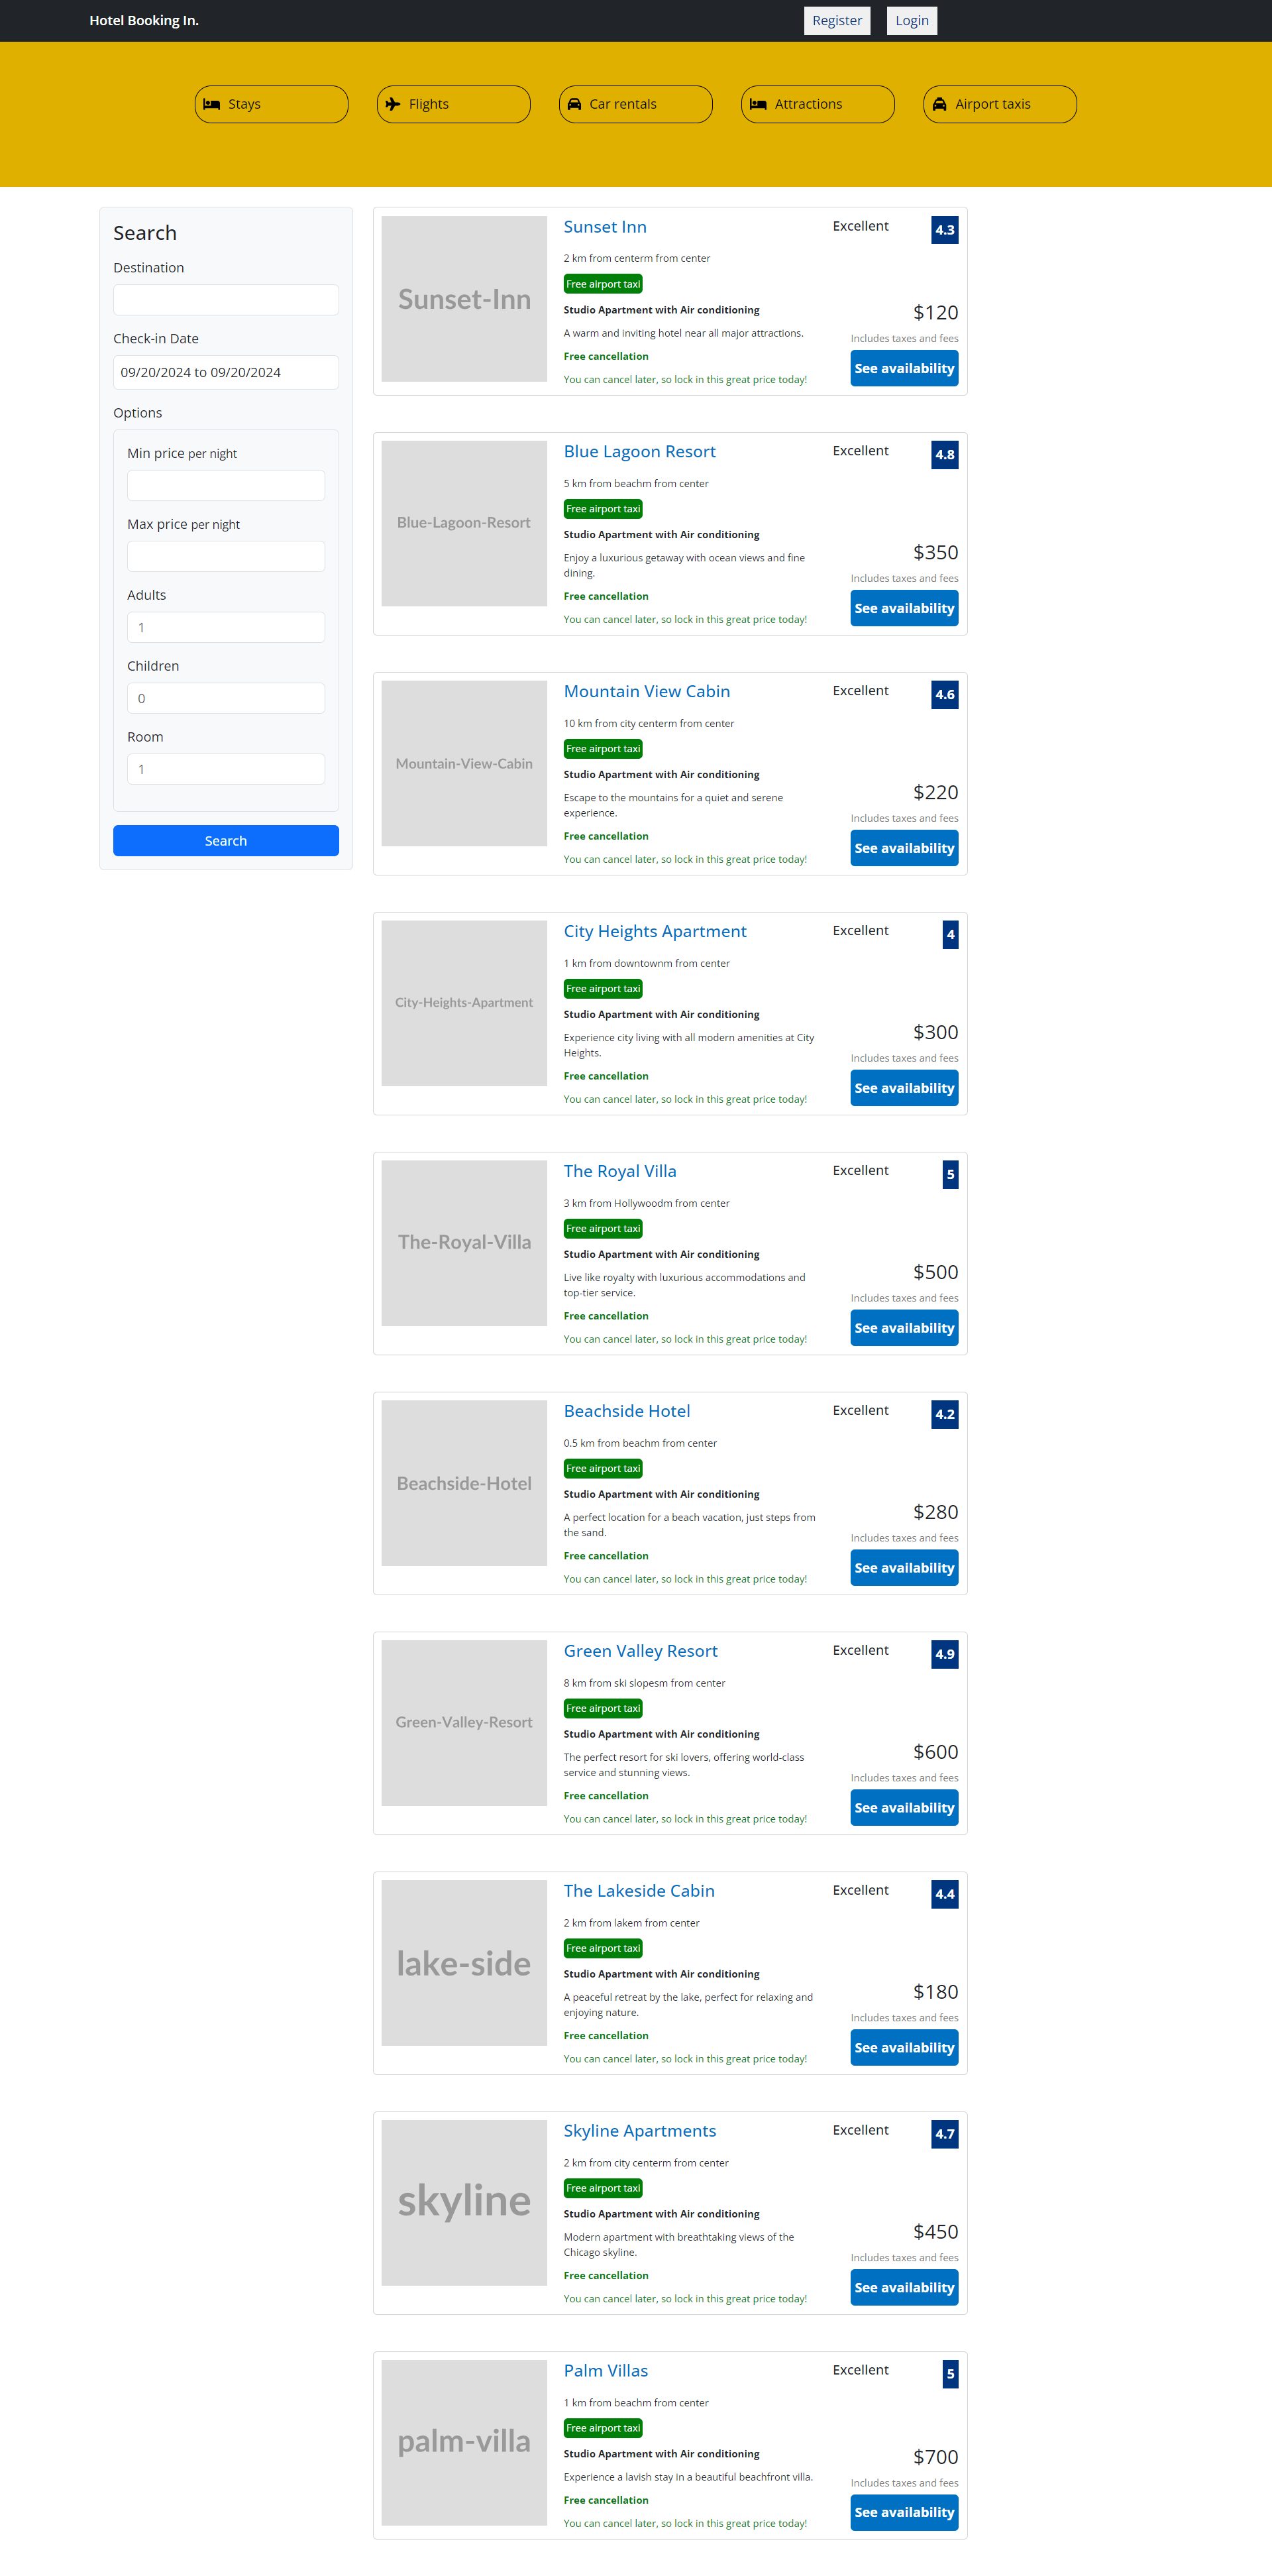 Hotel Booking In.
Register
Login
Stays
Flights
Car rentals
Attractions
Airport taxis
Search
Destination
Check-in Date
09/20/2024 to 09/20/2024
Options
Min price per night
Max price per night
Adults
1
Children
0
Room
1
Search
Sunset-Inn
Sunset Inn
2 km from centerm from center
Free airport taxi
Studio Apartment with Air conditioning
A warm and inviting hotel near all major attractions.
Free cancellation
You can cancel later, so lock in this great price today!
Excellent
4.3
$120
Includes taxes and fees
See availability
Blue-Lagoon-Resort
Blue Lagoon Resort
5 km from beachm from center
Free airport taxi
Studio Apartment with Air conditioning
Enjoy a luxurious getaway with ocean views and fine
dining.
Free cancellation
You can cancel later, so lock in this great price today!
Excellent
4.8
$350
Includes taxes and fees
See availability
Mountain-View-Cabin
Mountain View Cabin
10 km from city centerm from center
Free airport taxi
Studio Apartment with Air conditioning
Escape to the mountains for a quiet and serene
experience.
Free cancellation
You can cancel later, so lock in this great price today!
Excellent
4.6
$220
Includes taxes and fees
See availability
City-Heights-Apartment
City Heights Apartment
1 km from downtownm from center
Free airport taxi
Studio Apartment with Air conditioning
Experience city living with all modern amenities at City
Heights.
Free cancellation
You can cancel later, so lock in this great price today!
Excellent
4
$300
Includes taxes and fees
See availability
The-Royal-Villa
The Royal Villa
3 km from Hollywoodm from center
Free airport taxi
Studio Apartment with Air conditioning
Live like royalty with luxurious accommodations and
top-tier service.
Free cancellation
You can cancel later, so lock in this great price today!
Excellent
5
$500
Includes taxes and fees
See availability
Beachside-Hotel
Beachside Hotel
0.5 km from beachm from center
Free airport taxi
Studio Apartment with Air conditioning
A perfect location for a beach vacation, just steps from
the sand.
Free cancellation
You can cancel later, so lock in this great price today!
Excellent
4.2
$280
Includes taxes and fees
See availability
Green-Valley-Resort
Green Valley Resort
8 km from ski slopesm from center
Free airport taxi
Studio Apartment with Air conditioning
The perfect resort for ski lovers, offering world-class
service and stunning views.
Free cancellation
You can cancel later, so lock in this great price today!
Excellent
4.9
$600
Includes taxes and fees
See availability
lake-side
The Lakeside Cabin
2 km from lakem from center
Free airport taxi
Studio Apartment with Air conditioning
A peaceful retreat by the lake, perfect for relaxing and
enjoying nature.
Free cancellation
You can cancel later, so lock in this great price today!
Excellent
4.4
$180
Includes taxes and fees
See availability
skyline
Skyline Apartments
2 km from city centerm from center
Free airport taxi
Studio Apartment with Air conditioning
Modern apartment with breathtaking views of the
Chicago skyline.
Free cancellation
You can cancel later, so lock in this great price today!
Excellent
4.7
$450
Includes taxes and fees
See availability
palm-villa
Palm Villas
1 km from beachm from center
Free airport taxi
Studio Apartment with Air conditioning
Experience a lavish stay in a beautiful beachfront villa.
Free cancellation
You can cancel later, so lock in this great price today!
Excellent
5
$700
Includes taxes and fees
See availability